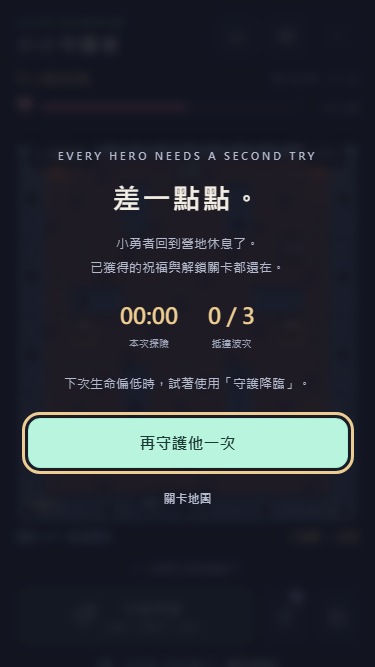 EVERY HERO NEEDS A SECOND TRY
差一點點。
小勇者回到營地休息了。
已獲得的祝福與解鎖關卡都還在。
00:00 0 / 3
本次探險 抵達波次
下次生命偏低時，試著使用「守護降臨」。
再守護他一次
關卡地圖